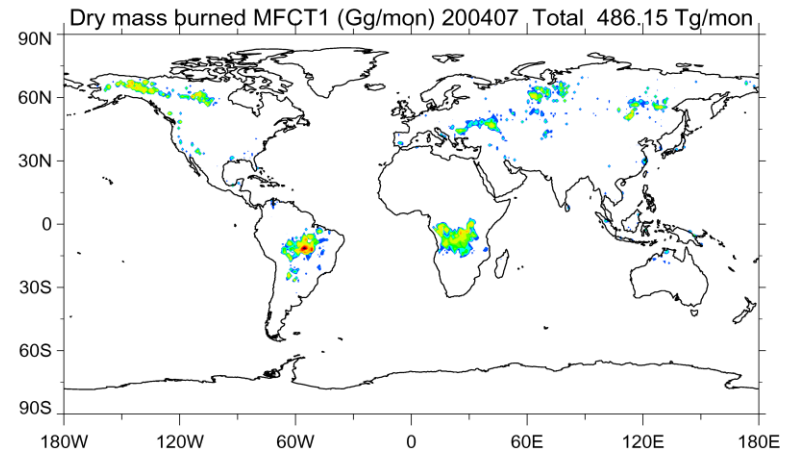 Dry mass burned MFCT1 (Gg/mon) 200407 Total 486.15 Tg/mon
90N
60N
30N
0
30S
60S
90S
180W 120W 60W 0 60E 120E 180E